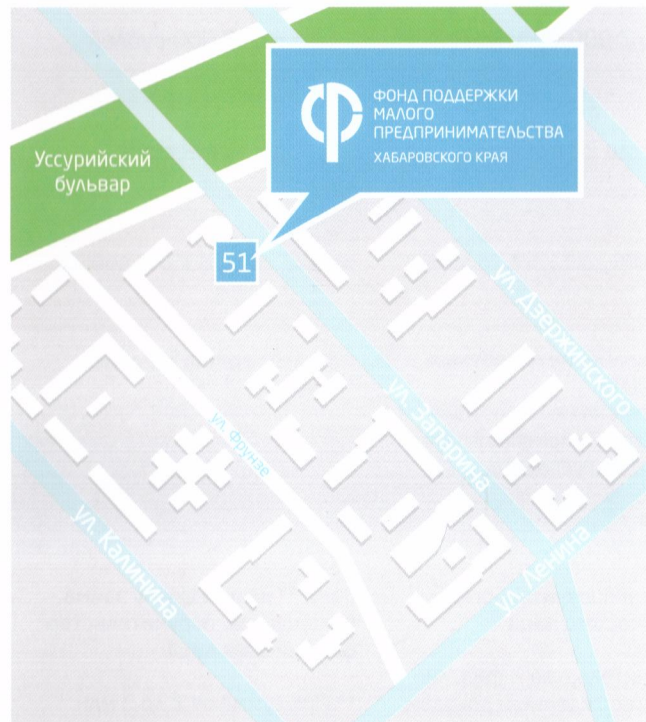 ФОНД ПОДДЕРЖКИ
МАЛОГО
ПРЕДПРИНИМАТЕЛЬСТВА
ХАБАРОВСКОГО КРАЯ
Уссурийский
бульвар
51
ул. Дзержинского
ул. Запарина
ул. Фрунзе
ул. Калинина
ул. Ленина